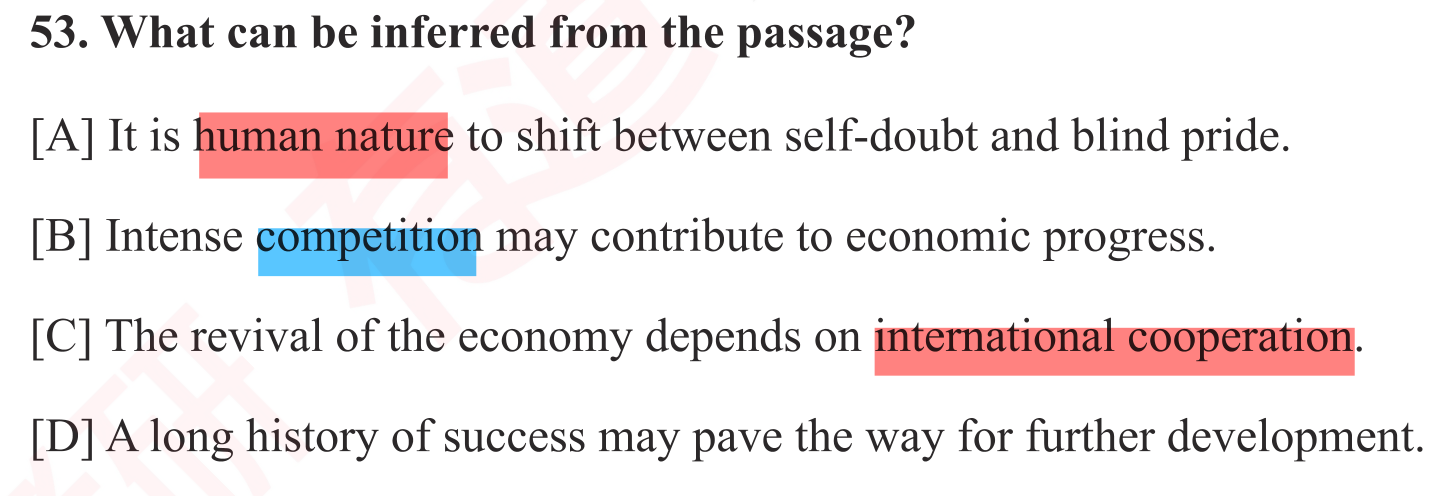 53. What can be inferred from the passage?
[A] It is human nature to shift between self-doubt and blind pride.
[B] Intense competition may contribute to economic progress.
[C] The revival of the economy depends on international cooperation.
[D] A long history of success may pave the way for further development.